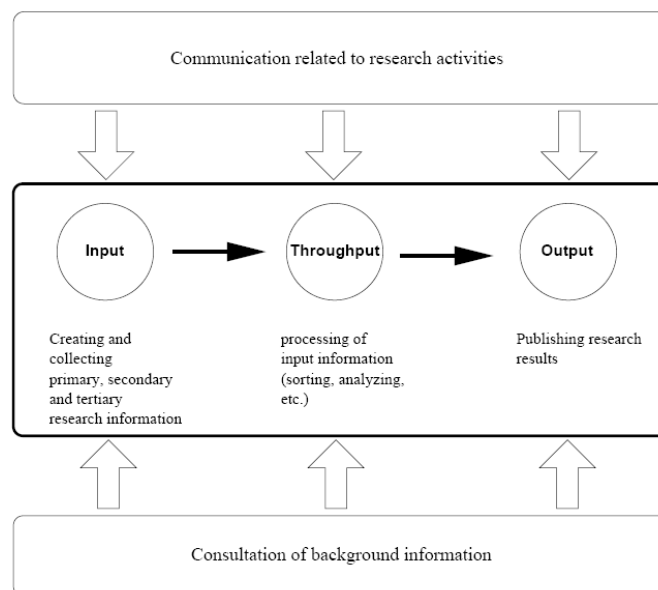 Communication related to research activities
Input
Throughput
Output
Creating and
collecting
primary, secondary
and tertiary
research information
processing of
input information
(sorting, analyzing,
etc.)
Publishing research
results
Consultation of background information